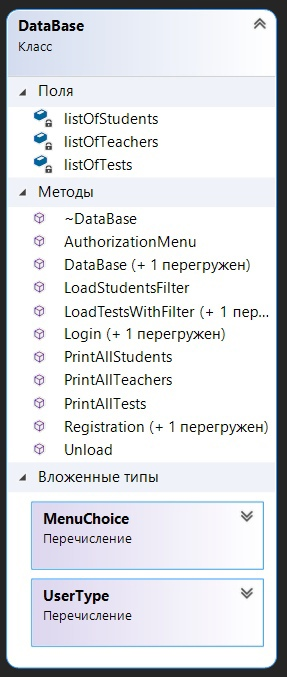 DataBase
Класс
Поля
listOfStudents
listOfTeachers
listOfTests
Методы
~DataBase
AuthorizationMenu
DataBase (+ 1 перегружен)
LoadStudentsFilter
LoadTestsWithFilter (+ 1 пер...
Login (+ 1 перегружен)
PrintAllStudents
PrintAllTeachers
PrintAllTests
Registration (+ 1 перегружен)
Unload
Вложенные типы
MenuChoice
Перечисление
UserType
Перечисление